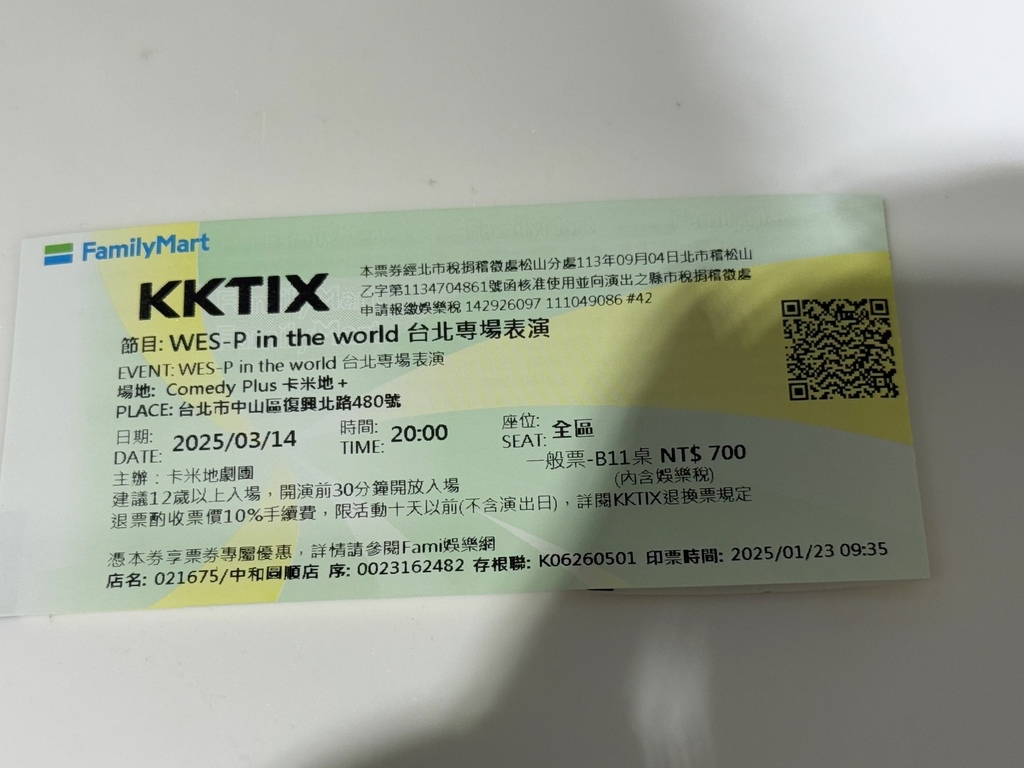 FamilyMart
KKTIX
本票券經北市稅捐稽徵處松山分處113年09月04日北市稽松山
乙字第1134704861號函核准使用並向演出之縣市稅捐稽徵處
申請報繳娛樂稅 142926097 111049086 #42
節目: WES-P in the world 台北專場表演
EVENT: WES-P in the world 台北專場表演
場地: Comedy Plus 卡米地+
PLACE: 台北市中山區復興北路480號
日期: 時間: 座位:
DATE: 2025/03/14 TIME: 20:00 SEAT: 全區
一般票-B11桌 NT$ 700
(內含娛樂稅)
主辦：卡米地劇團
建議12歲以上入場，開演前30分鐘開放入場
退票酌收票價10%手續費，限活動十天以前(不含演出日)，詳閱KKTIX退換票規定
憑本券享票券專屬優惠，詳情請參閱Fami娛樂網
店名: 021675/中和圓順店 序: 0023162482 存根聯: K06260501 印票時間: 2025/01/23 09:35